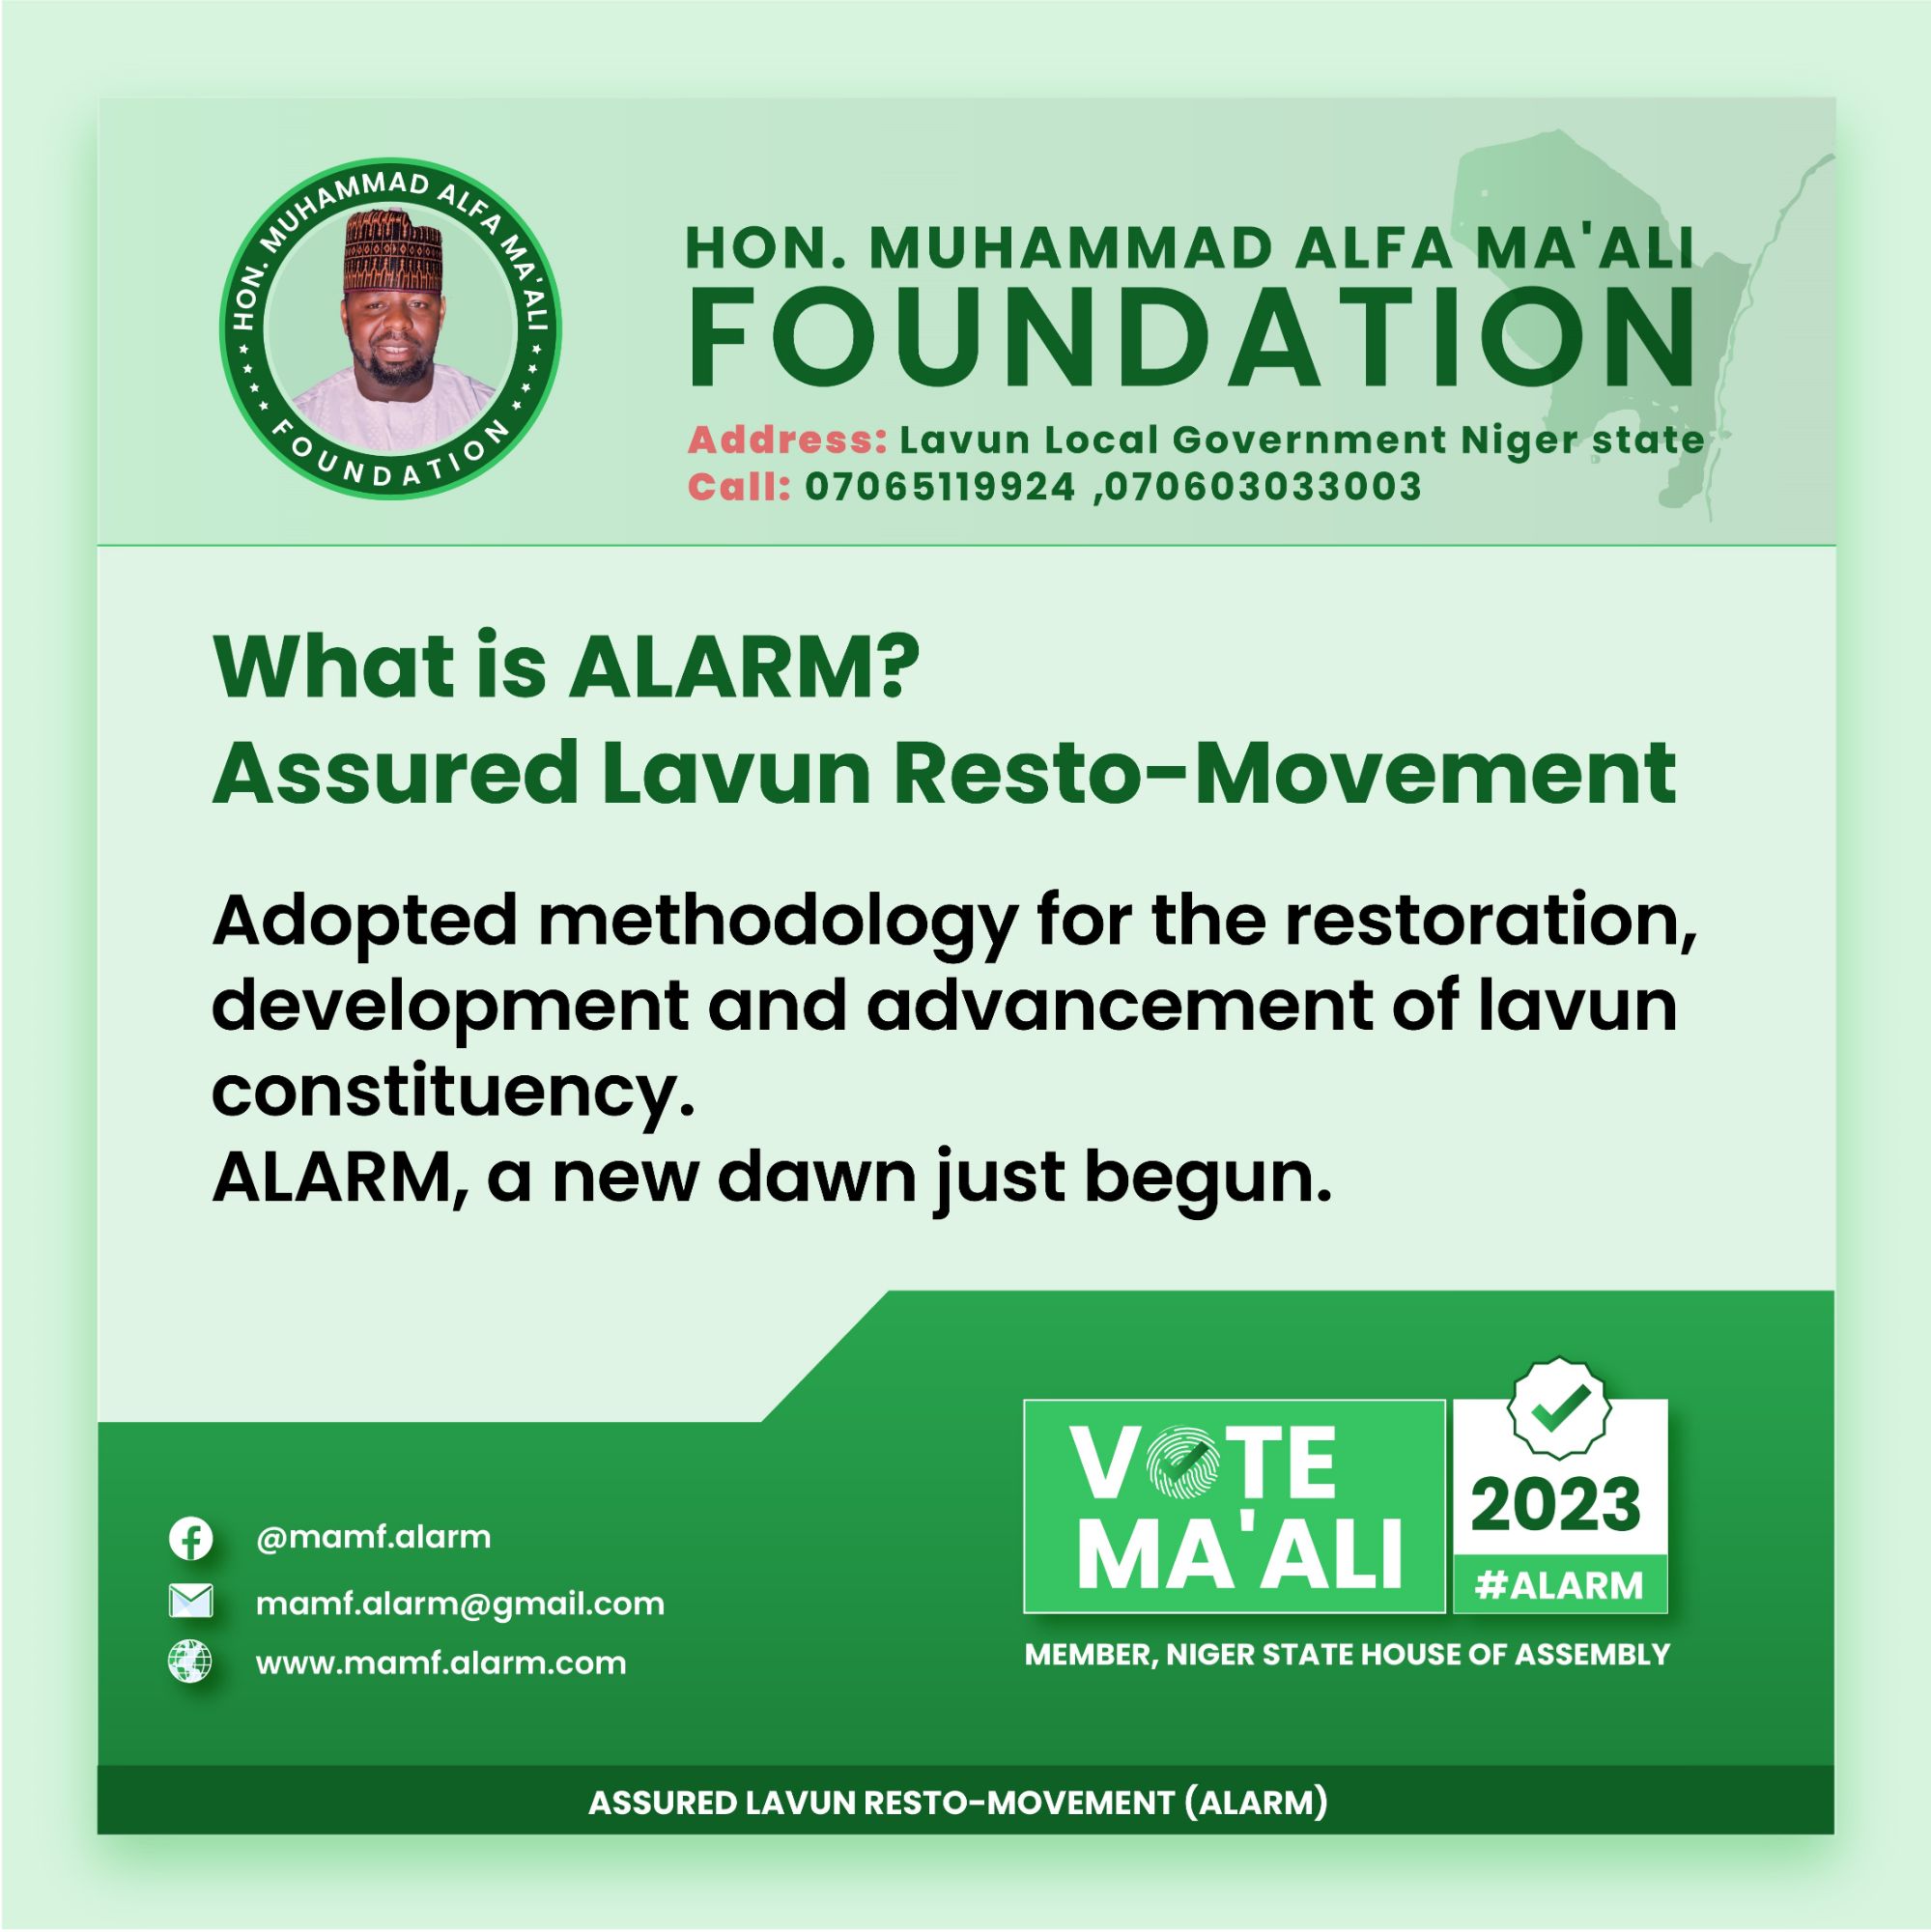 HON. MUHAMMAD ALFA MA'ALI
FOUNDATION
HON. MUHAMMAD ALFA MA'ALI
FOUNDATION
Address: Lavun Local Government Niger state
Call: 07065119924 ,070603033003
What is ALARM?
Assured Lavun Resto-Movement
Adopted methodology for the restoration,
development and advancement of lavun
constituency.
ALARM, a new dawn just begun.
@mamf.alarm
mamf.alarm@gmail.com
www.mamf.alarm.com
VOTE
MA'ALI
2023
#ALARM
MEMBER, NIGER STATE HOUSE OF ASSEMBLY
ASSURED LAVUN RESTO-MOVEMENT (ALARM)